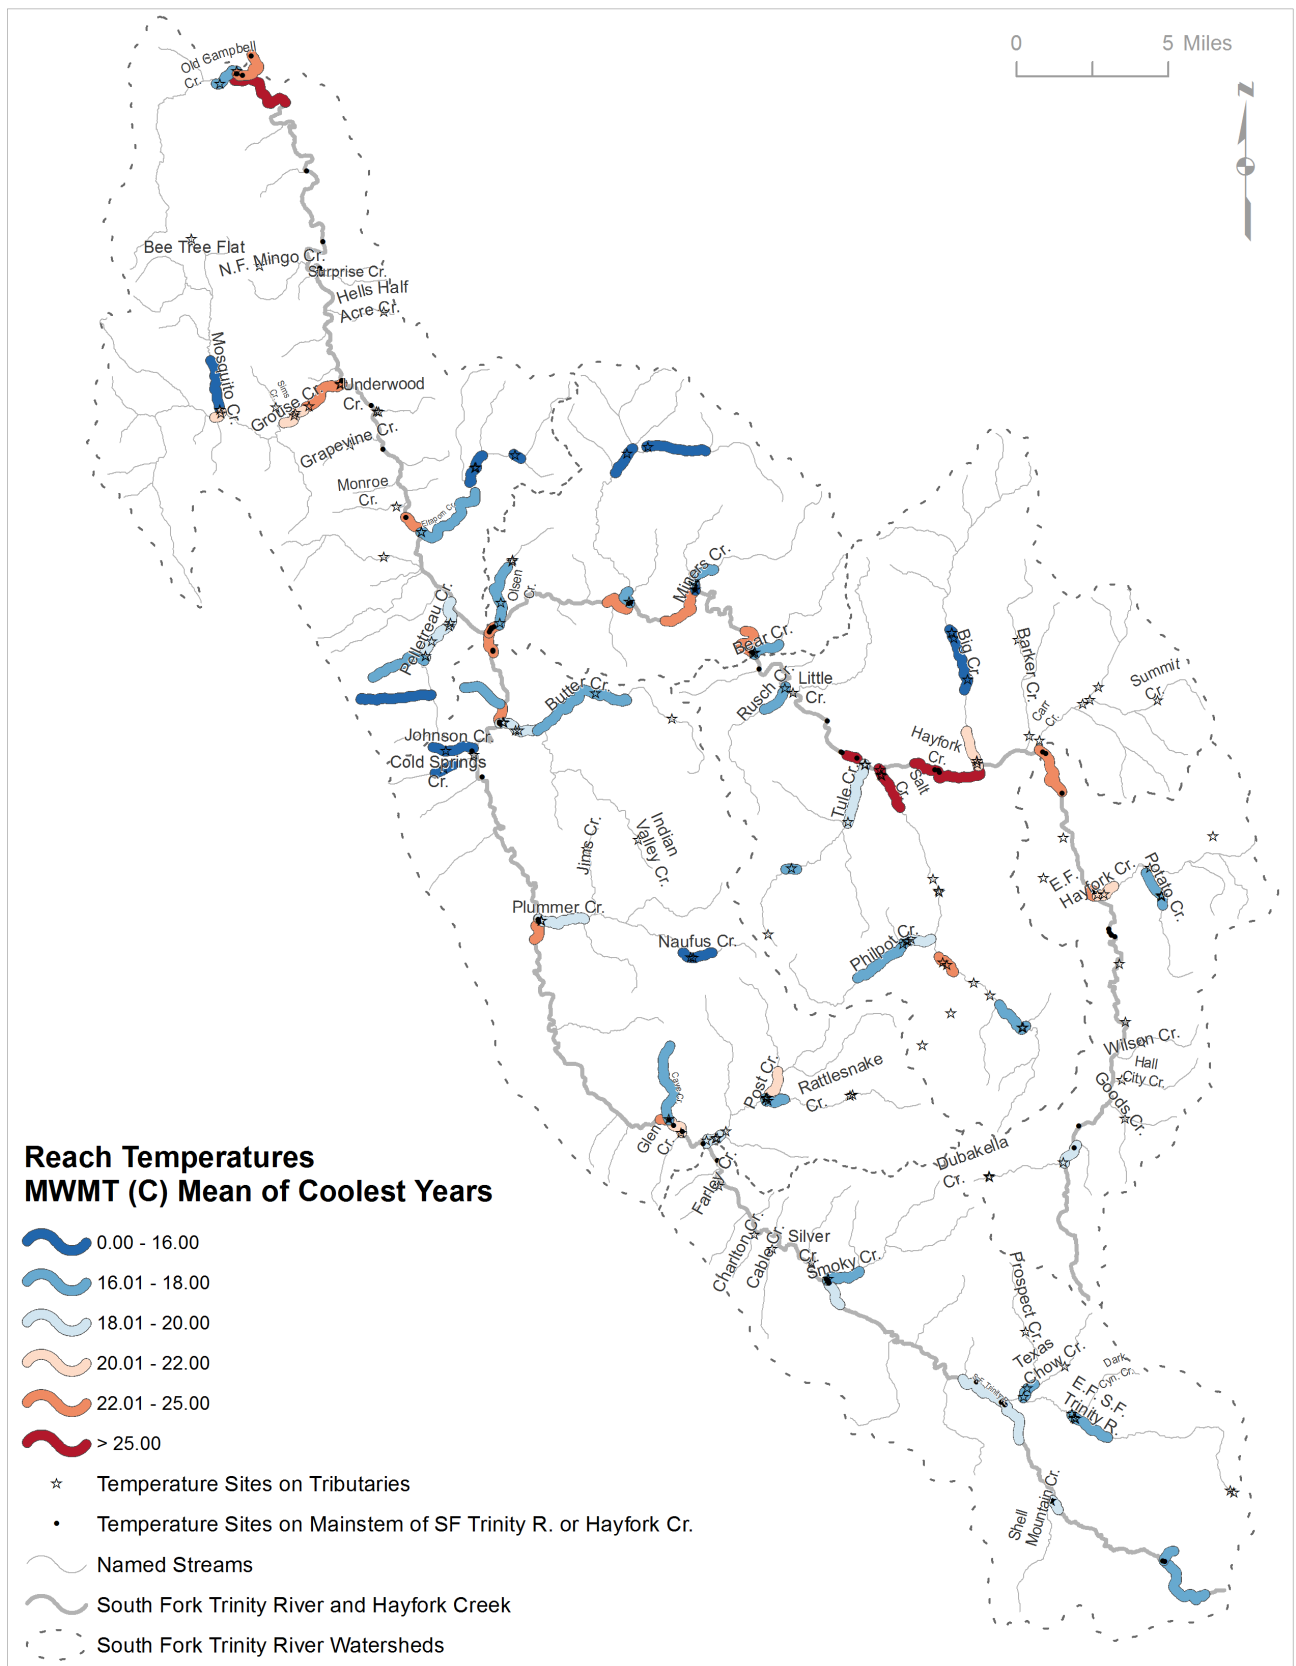 0 5 Miles
N
Old Campbell
Cr.
Bee Tree Flat
N.F. Mingo Cr.
Surprise Cr.
Hells Half
Acre Cr.
Mosquito Cr.
Sims
Cr.
Grouse Cr.
Underwood
Cr.
Grapevine Cr.
Monroe
Cr.
Eltapom Cr.
Olsen
Cr.
Miners Cr.
Pelletreau Cr.
Bear Cr.
Rusch Cr.
Little
Cr.
Big Cr.
Barker Cr.
Summit
Cr.
Carr
Cr.
Butter Cr.
Johnson Cr.
Cold Springs
Cr.
Hayfork
Cr.
Salt
Cr.
Tule Cr.
Jims Cr.
Indian
Valley Cr.
E.F.
Hayfork Cr.
Potato Cr.
Plummer Cr.
Naufus Cr.
Philpot Cr.
Wilson Cr.
Hall
City Cr.
Goods Cr.
Cave Cr.
Post Cr.
Rattlesnake
Cr.
Glen
Cr.
Farley Cr.
Dubakella
Cr.
Charlton Cr.
Cable Cr.
Silver
Cr.
Smoky Cr.
Prospect Cr.
Texas
Chow Cr.
Dark
Cyn. Cr.
E.F. S.F.
Trinity R.
S.F. Trinity R.
Shell
Mountain Cr.
Reach Temperatures
MWMT (C) Mean of Coolest Years
0.00 - 16.00
16.01 - 18.00
18.01 - 20.00
20.01 - 22.00
22.01 - 25.00
> 25.00
Temperature Sites on Tributaries
Temperature Sites on Mainstem of SF Trinity R. or Hayfork Cr.
Named Streams
South Fork Trinity River and Hayfork Creek
South Fork Trinity River Watersheds